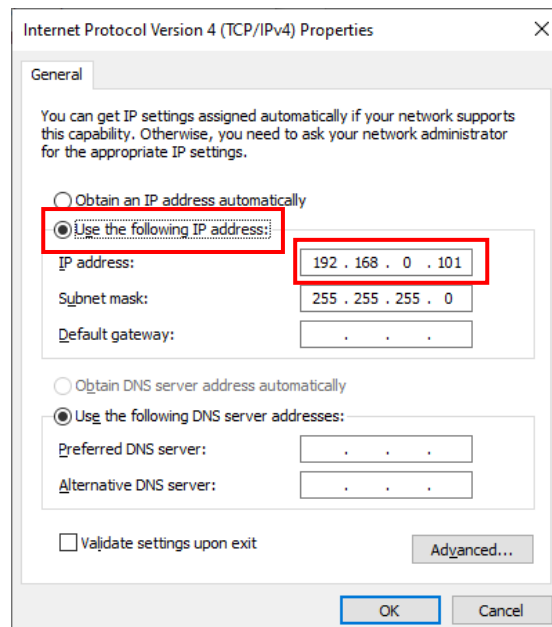 Internet Protocol Version 4 (TCP/IPv4) Properties
General
You can get IP settings assigned automatically if your network supports
this capability. Otherwise, you need to ask your network administrator
for the appropriate IP settings.
Obtain an IP address automatically
Use the following IP address:
IP address: 192 . 168 . 0 . 101
Subnet mask: 255 . 255 . 255 . 0
Default gateway: . . .
Obtain DNS server address automatically
Use the following DNS server addresses:
Preferred DNS server: . . .
Alternative DNS server: . . .
Validate settings upon exit
Advanced...
OK Cancel